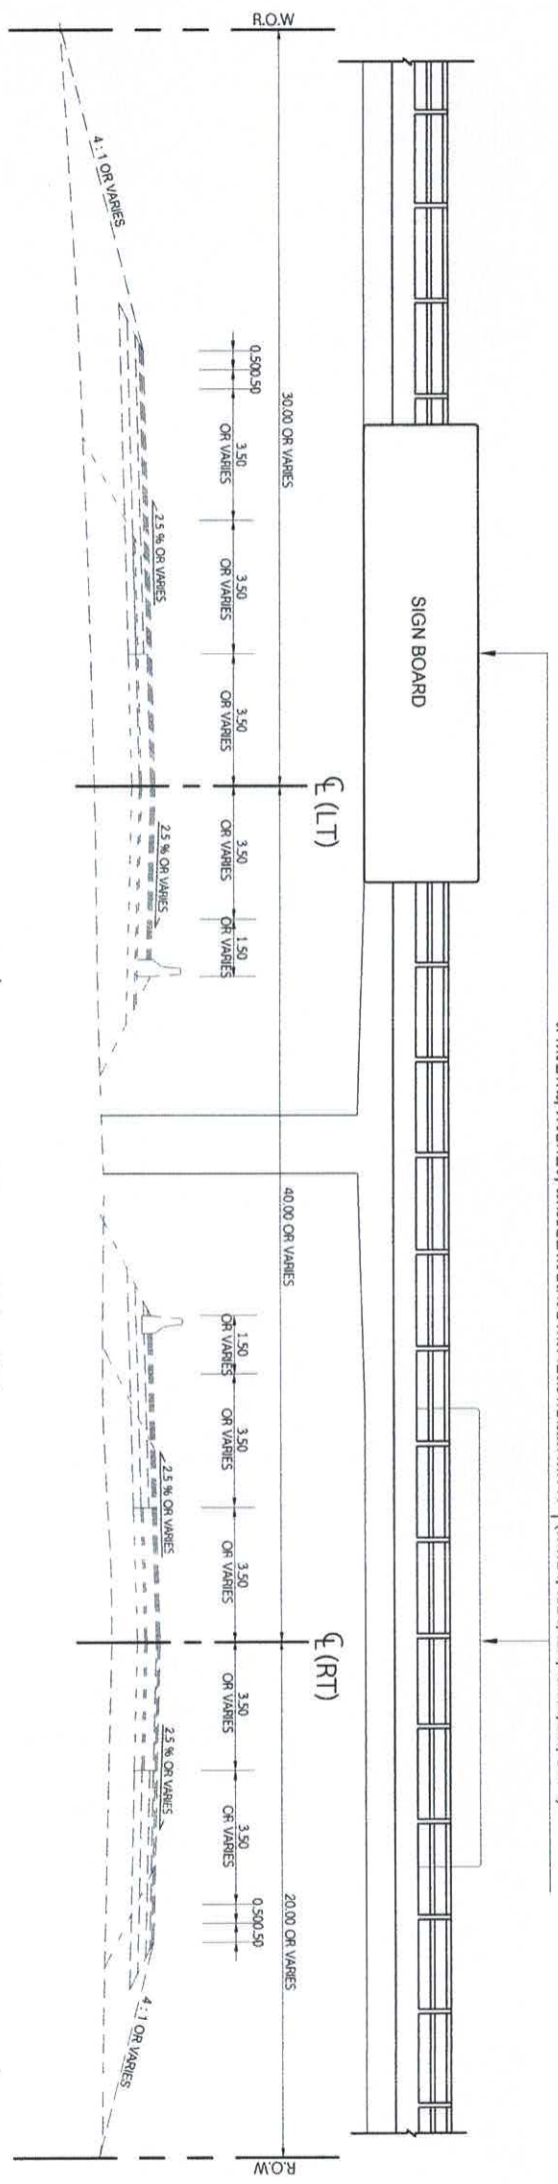 SIGN BOARD
R.O.W
30.00 OR VARIES
40.00 OR VARIES
20.00 OR VARIES
R.O.W
℄ (LT)
℄ (RT)
0.50
0.50
3.50
OR VARIES
3.50
OR VARIES
3.50
OR VARIES
3.50
OR VARIES
1.50
OR VARIES
1.50
OR VARIES
3.50
OR VARIES
3.50
OR VARIES
3.50
OR VARIES
3.50
OR VARIES
0.50
0.50
4 : 1 OR VARIES
2.5 % OR VARIES
2.5 % OR VARIES
2.5 % OR VARIES
2.5 % OR VARIES
4 : 1 OR VARIES